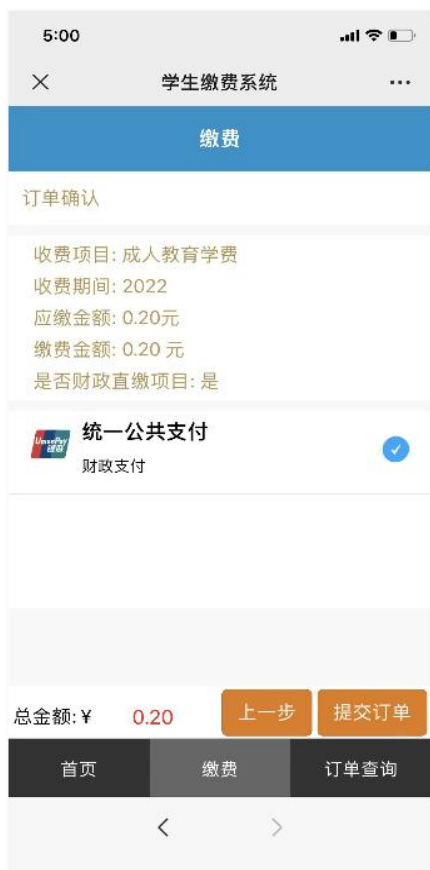 5:00
学生缴费系统
缴费
订单确认
收费项目: 成人教育学费
收费期间: 2022
应缴金额: 0.20元
缴费金额: 0.20 元
是否财政直缴项目: 是
UnionPay
银联
统一公共支付
财政支付
总金额:¥ 0.20 上一步 提交订单
首页 缴费 订单查询